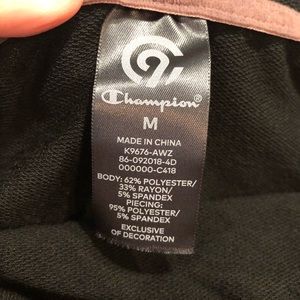 C9
Champion
M
MADE IN CHINA
K9676-AWZ
86-092018-4D
000000-C418
BODY: 62% POLYESTER/
33% RAYON/
5% SPANDEX
PIECING:
95% POLYESTER/
5% SPANDEX
EXCLUSIVE
OF DECORATION